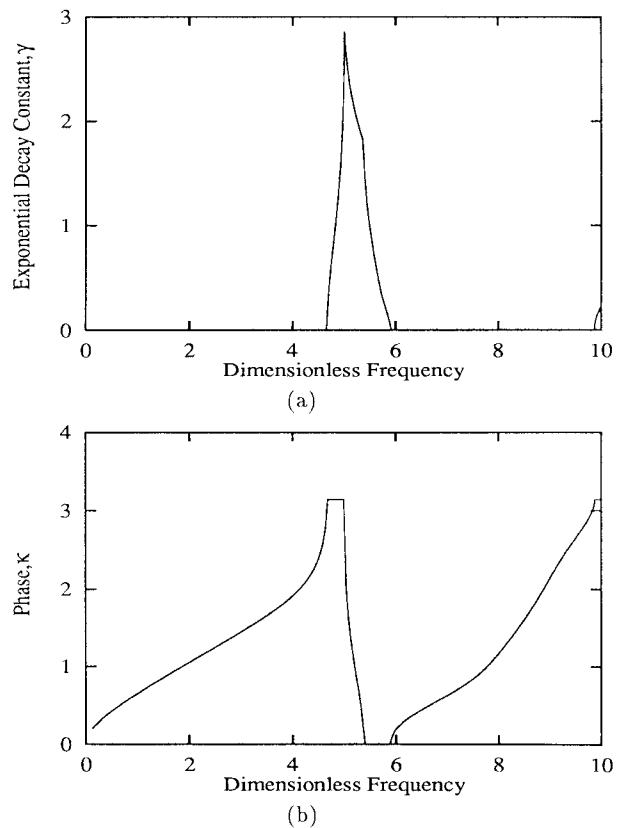 3
2
1
0
Exponential Decay Constant,γ
0 2 4 6 8 10
Dimensionless Frequency
(a)
4
3
2
1
0
Phase,κ
0 2 4 6 8 10
Dimensionless Frequency
(b)